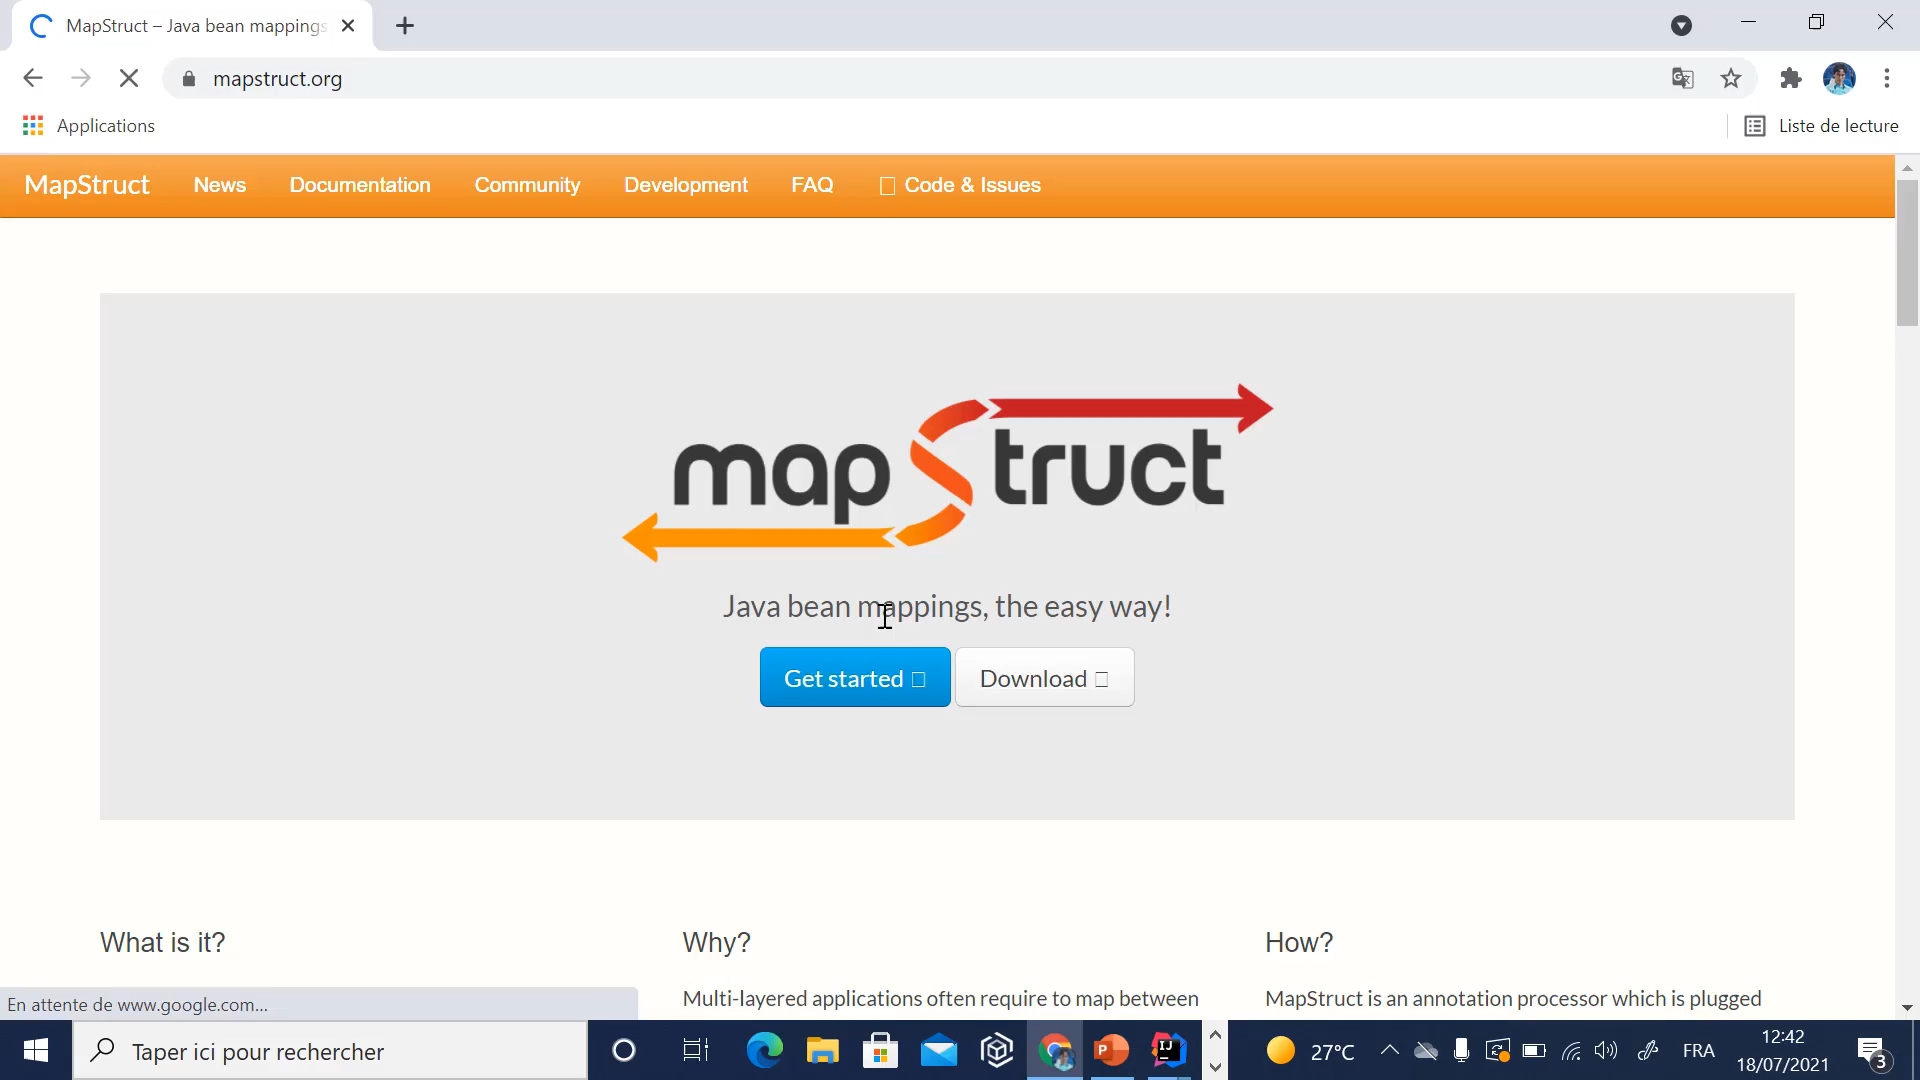 MapStruct – Java bean mappings
mapstruct.org
Applications
Liste de lecture
MapStruct News Documentation Community Development FAQ Code & Issues
mapStruct
Java bean mappings, the easy way!
Get started Download
What is it? Why? How?
Multi-layered applications often require to map between
MapStruct is an annotation processor which is plugged
En attente de www.google.com...
Taper ici pour rechercher
P
IJ
27°C
FRA
12:42
18/07/2021
3